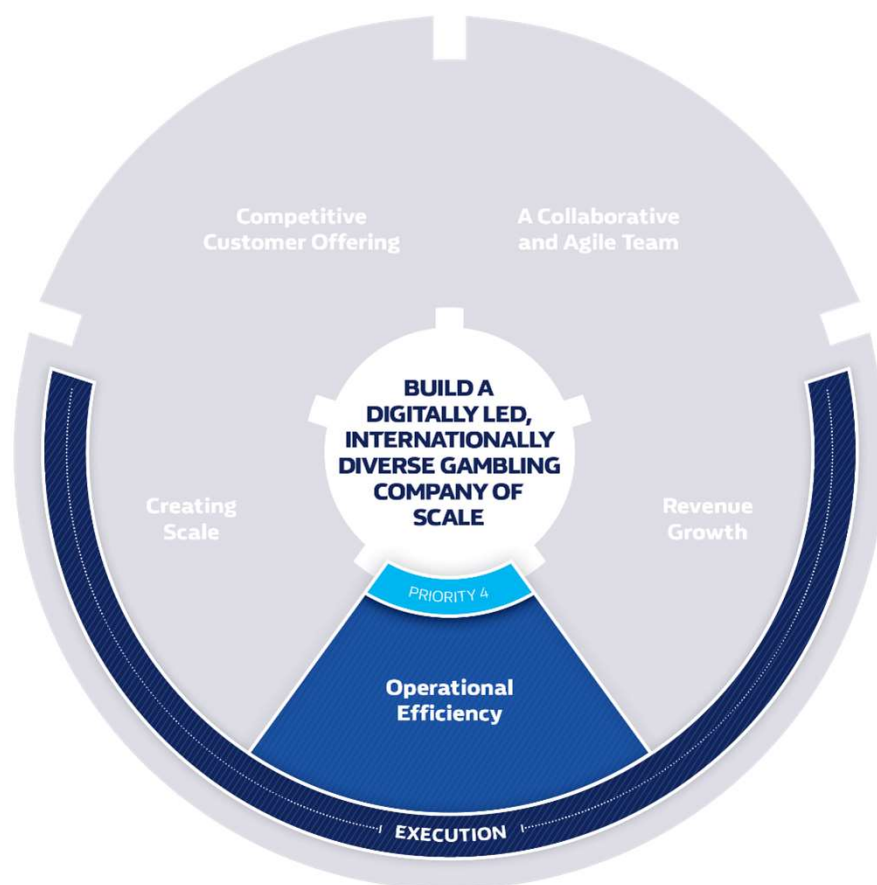 Competitive
Customer Offering
A Collaborative
and Agile Team
BUILD A
DIGITALLY LED,
INTERNATIONALLY
DIVERSE GAMBLING
COMPANY OF
SCALE
Creating
Scale
Revenue
Growth
PRIORITY 4
Operational
Efficiency
EXECUTION